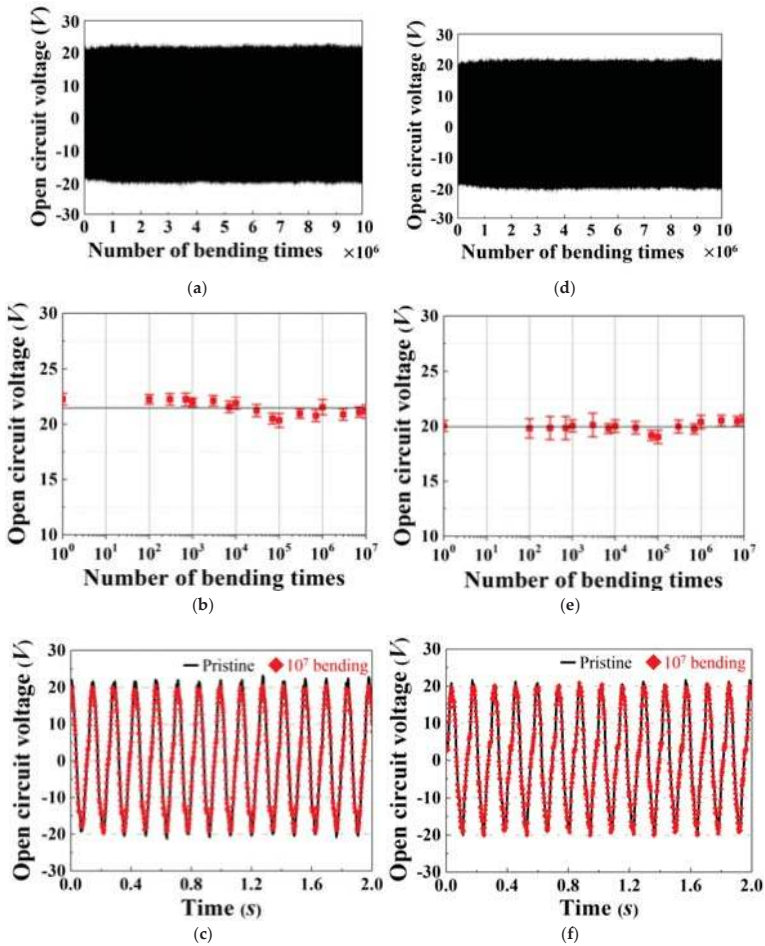 30
20
10
0
-10
-20
-30
Open circuit voltage (V)
0 1 2 3 4 5 6 7 8 9 10
Number of bending times ×10⁶
(a)
30
20
10
0
-10
-20
-30
Open circuit voltage (V)
0 1 2 3 4 5 6 7 8 9 10
Number of bending times ×10⁶
(d)
30
25
20
15
10
Open circuit voltage (V)
10⁰ 10¹ 10² 10³ 10⁴ 10⁵ 10⁶ 10⁷
Number of bending times
(b)
30
25
20
15
10
Open circuit voltage (V)
10⁰ 10¹ 10² 10³ 10⁴ 10⁵ 10⁶ 10⁷
Number of bending times
(e)
30
20
10
0
-10
-20
-30
Open circuit voltage (V)
Pristine 10⁷ bending
0.0 0.4 0.8 1.2 1.6 2.0
Time (s)
(c)
30
20
10
0
-10
-20
-30
Open circuit voltage (V)
Pristine 10⁷ bending
0.0 0.4 0.8 1.2 1.6 2.0
Time (s)
(f)